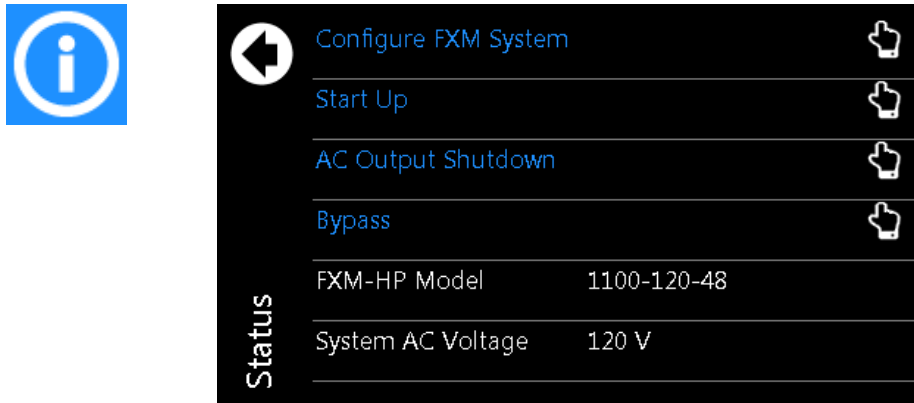 Configure FXM System
Start Up
AC Output Shutdown
Bypass
FXM-HP Model 1100-120-48
System AC Voltage 120 V
Status